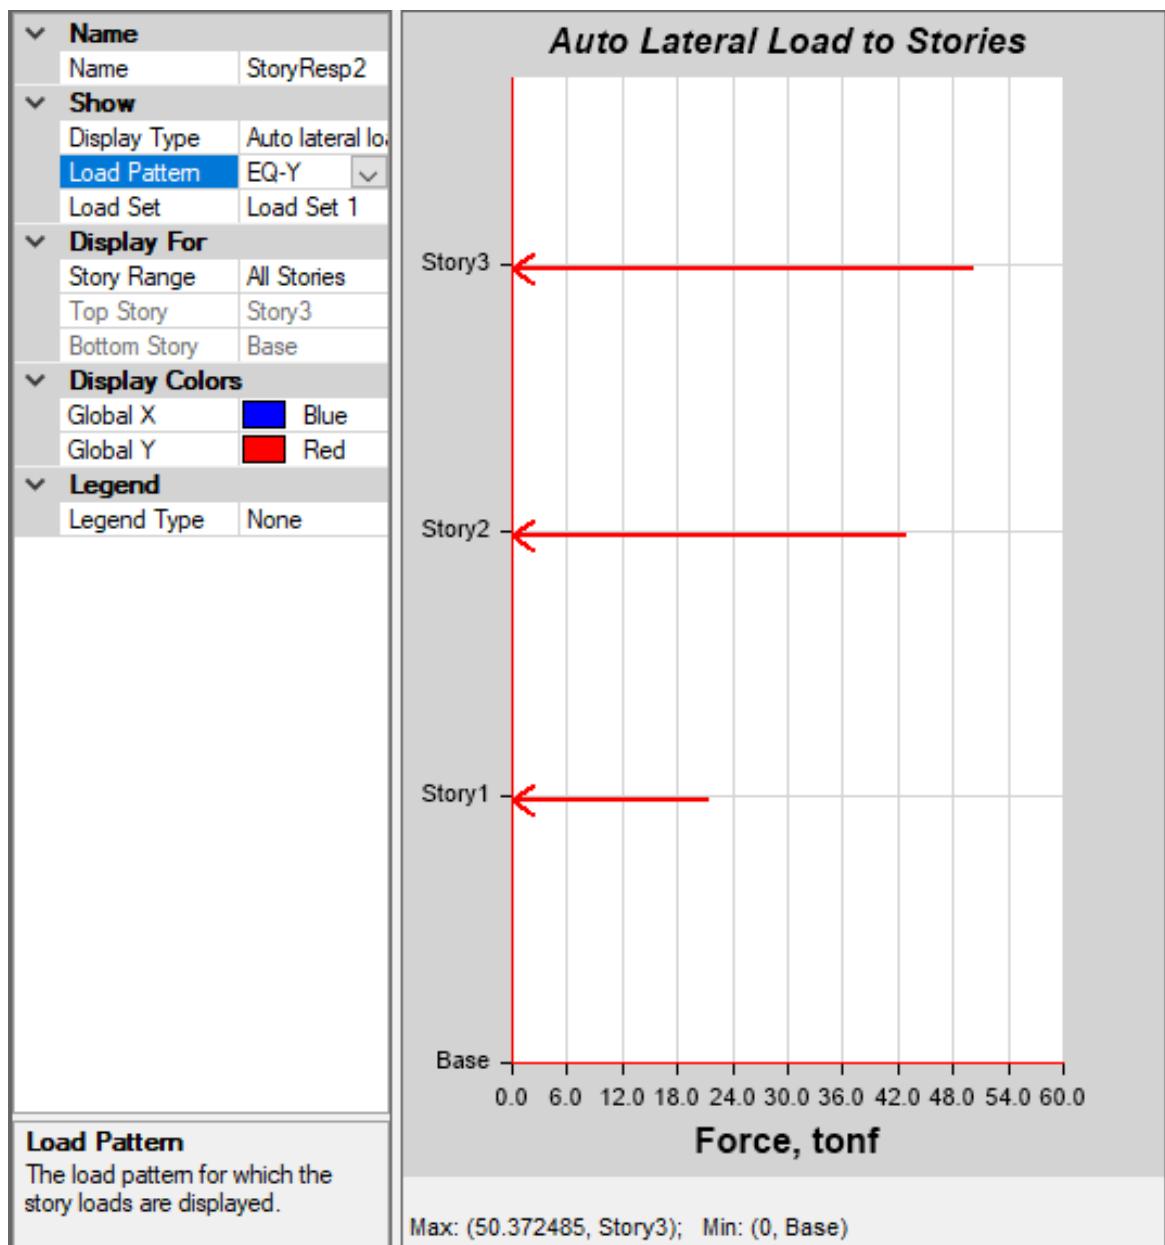 Name
Name StoryResp2
Show
Display Type Auto lateral loa
Load Pattern EQ-Y
Load Set Load Set 1
Display For
Story Range All Stories
Top Story Story3
Bottom Story Base
Display Colors
Global X Blue
Global Y Red
Legend
Legend Type None
Load Pattern
The load pattern for which the
story loads are displayed.
Auto Lateral Load to Stories
Story3
Story2
Story1
Base
0.0 6.0 12.0 18.0 24.0 30.0 36.0 42.0 48.0 54.0 60.0
Force, tonf
Max: (50.372485, Story3); Min: (0, Base)